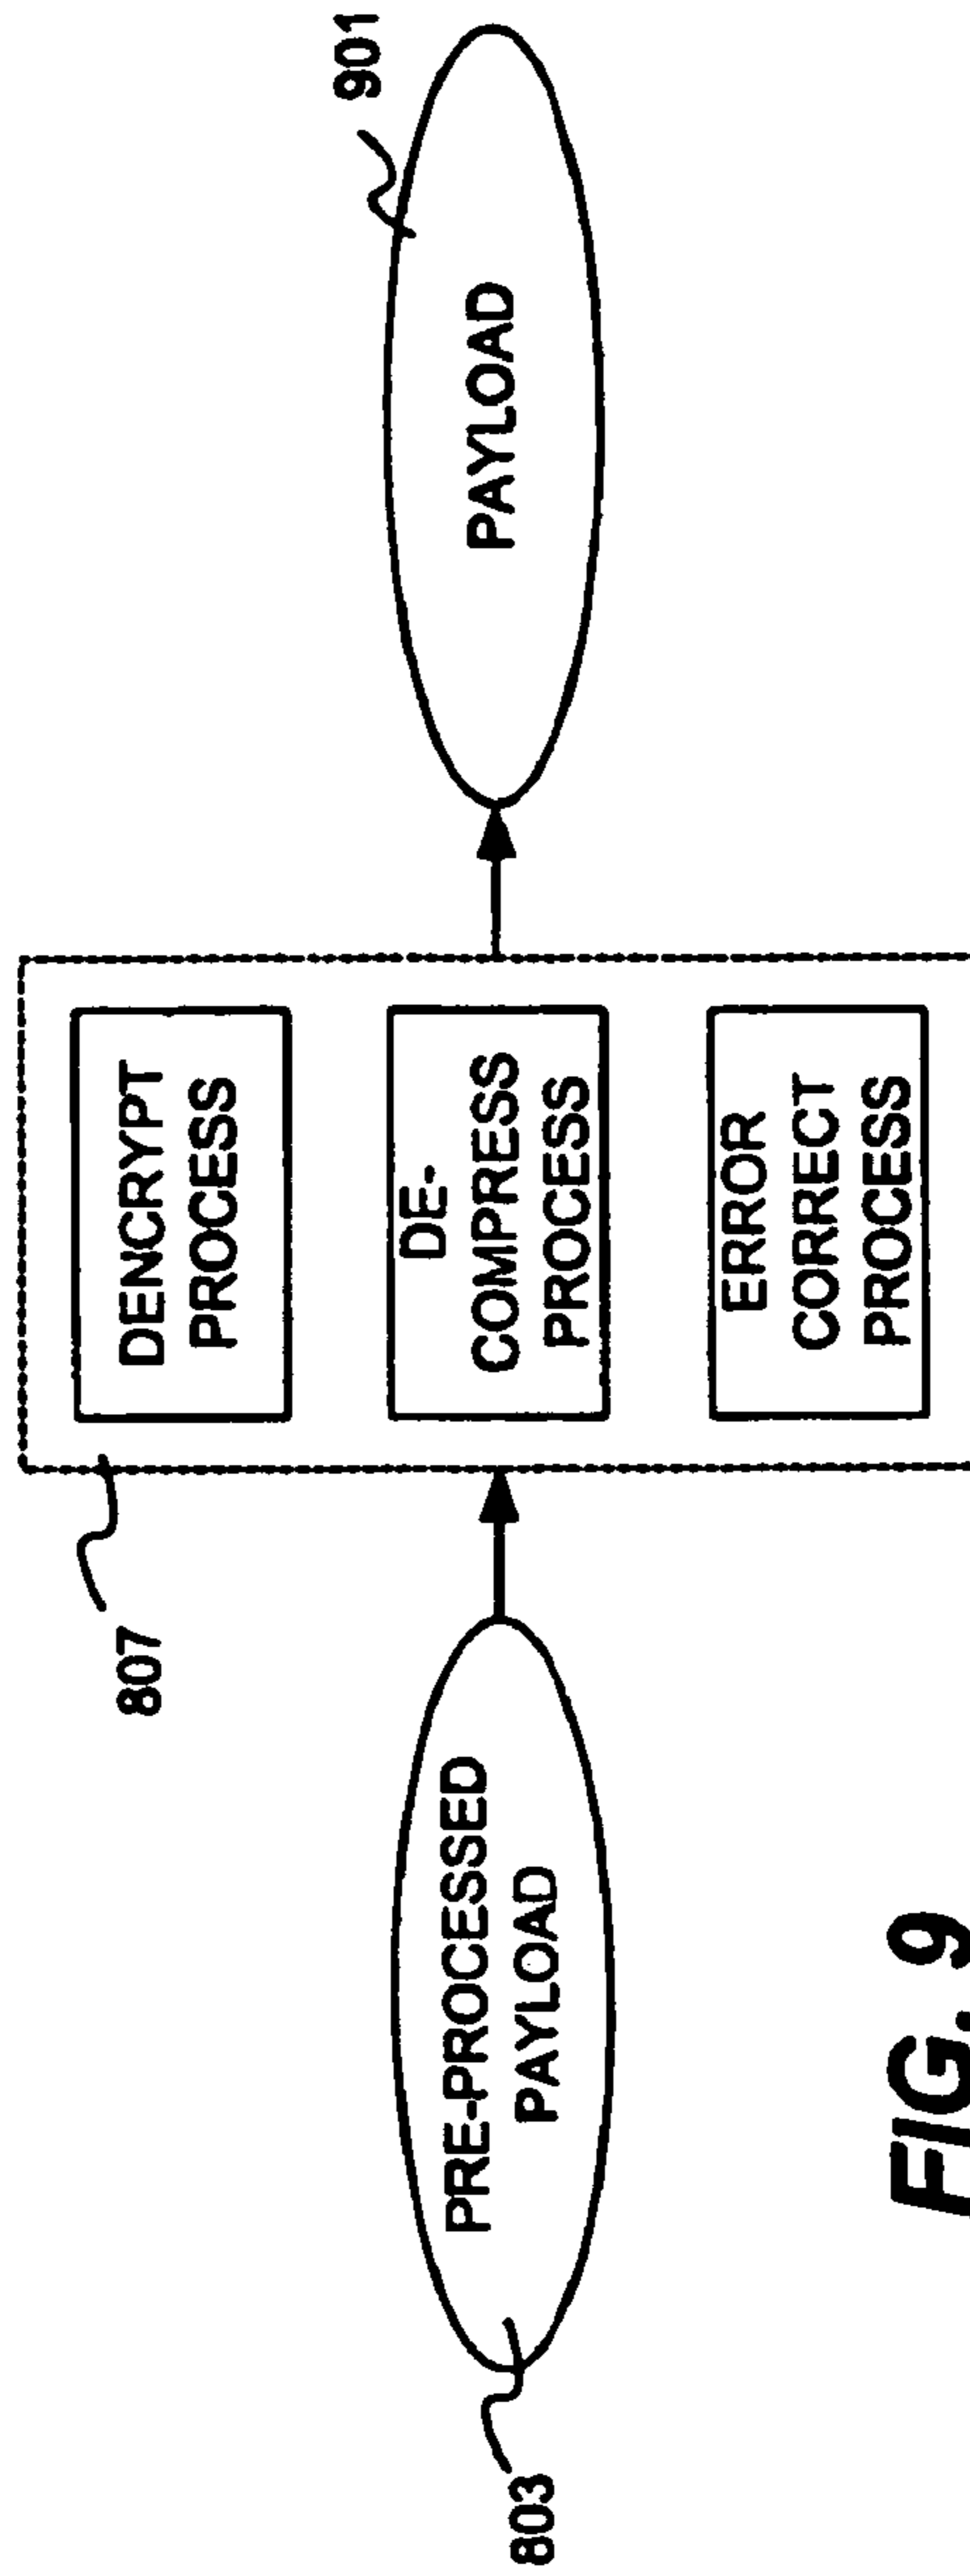 807
DENCRYPT
PROCESS
DE-
COMPRESS
PROCESS
ERROR
CORRECT
PROCESS
803
PRE-PROCESSED
PAYLOAD
901
PAYLOAD
FIG. 9